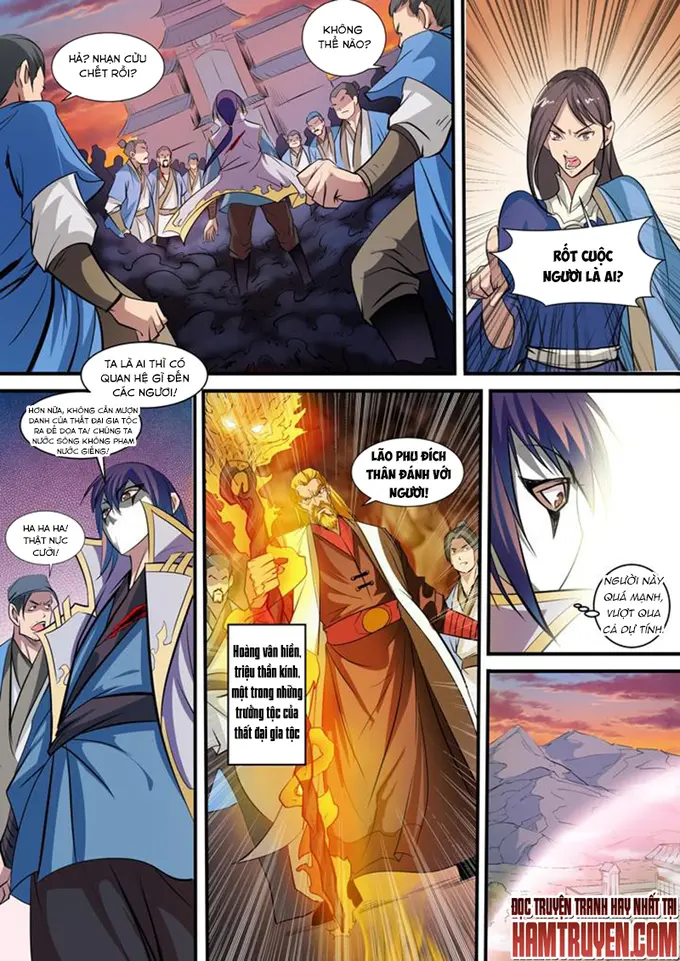 HẢ? NHẠN CỬU
CHẾT RỒI?
KHÔNG
THỂ NÀO?
RỐT CUỘC
NGƯƠI LÀ AI?
TA LÀ AI THÌ CÓ
QUAN HỆ GÌ ĐẾN
CÁC NGƯƠI!
HƠN NỮA, KHÔNG CẦN MƯỢN
DANH CỦA THẤT ĐẠI GIA TỘC
RA ĐỂ DỌA TA! CHÚNG TA
NƯỚC SÔNG KHÔNG PHẠM
NƯỚC GIẾNG!
HA HA HA!
THẬT NỰC
CƯỜI!
LÃO PHU ĐÍCH
THÂN ĐÁNH VỚI
NGƯƠI!
Hoàng vân hiền,
triệu thần kính,
một trong những
trưởng tộc của
thất đại gia tộc
NGƯỜI NÀY
QUÁ MẠNH,
VƯỢT QUA
CẢ DỰ TÍNH.
ĐỌC TRUYỆN TRANH HAY NHẤT TẠI
HAMTRUYEN.COM